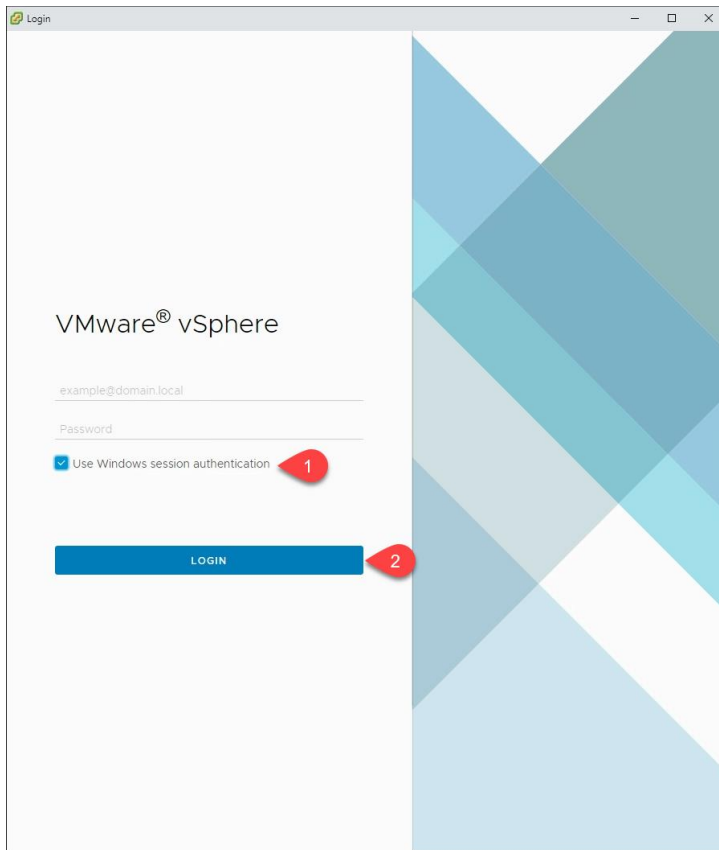 Login
VMware® vSphere
example@domain.local
Password
Use Windows session authentication 1
LOGIN 2